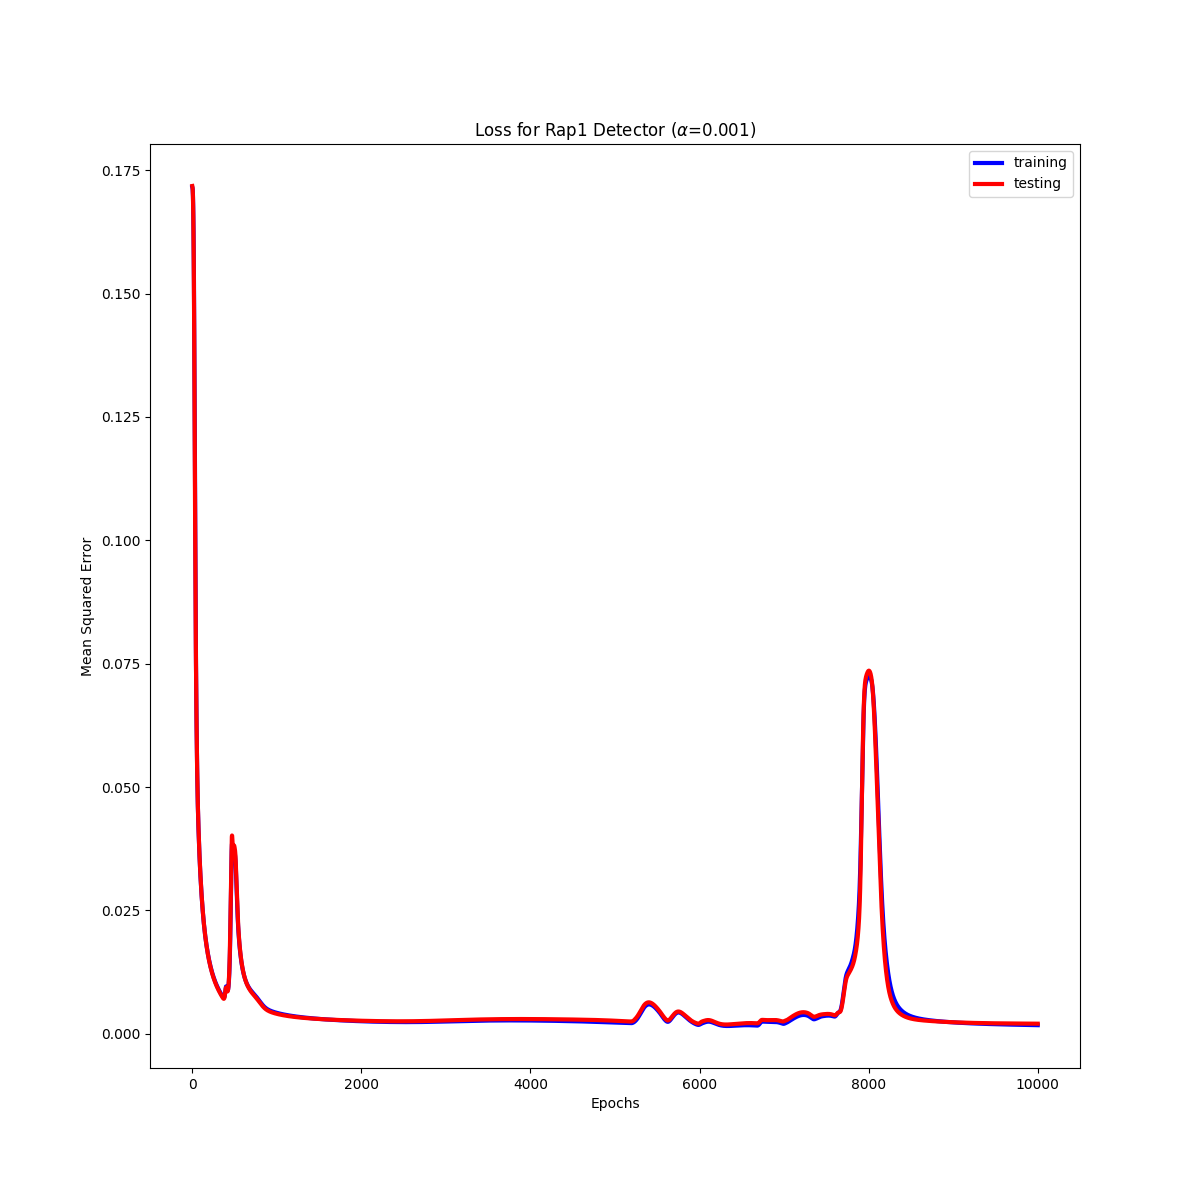 Loss for Rap1 Detector (α=0.001)
training
testing
0.175
0.150
0.125
0.100
0.075
0.050
0.025
0.000
Mean Squared Error
0 2000 4000 6000 8000 10000
Epochs